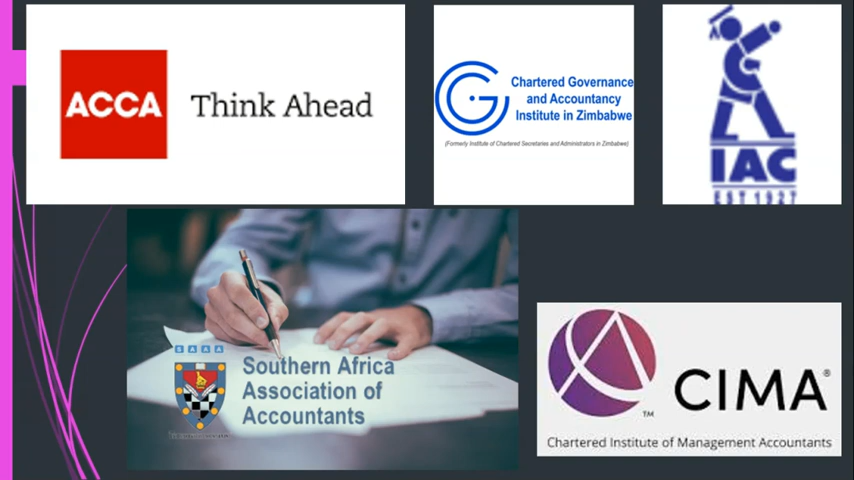 ACCA
Think Ahead
Chartered Governance
and Accountancy
Institute in Zimbabwe
(Formerly Institute of Chartered Secretaries and Administrators in Zimbabwe)
IAC
EST 1927
S A A A
Southern Africa
Association of
Accountants
CIMA®
TM
Chartered Institute of Management Accountants